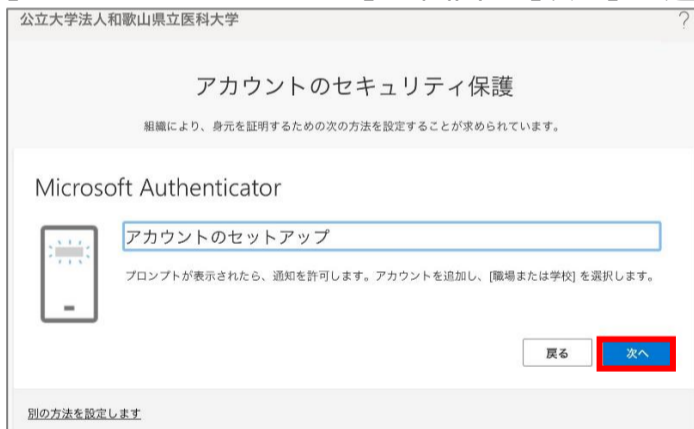 公立大学法人和歌山県立医科大学
?
アカウントのセキュリティ保護
組織により、身元を証明するための次の方法を設定することが求められています。
Microsoft Authenticator
アカウントのセットアップ
プロンプトが表示されたら、通知を許可します。アカウントを追加し、[職場または学校] を選択します。
戻る 次へ
別の方法を設定します